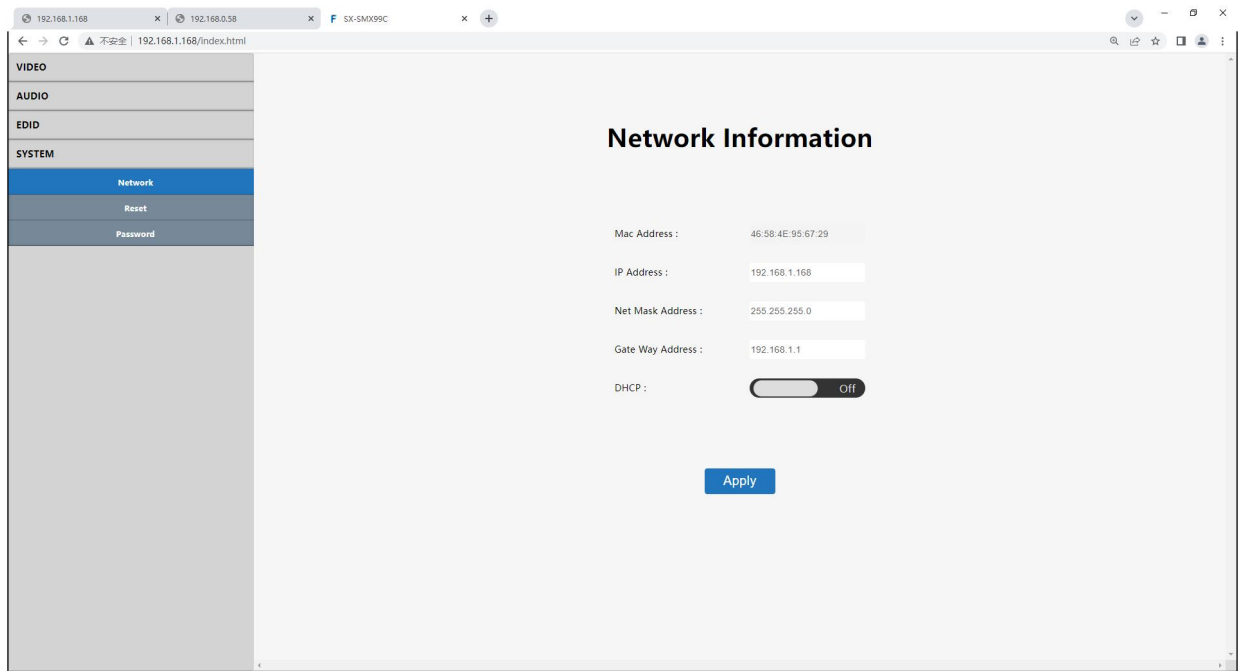 192.168.1.168
192.168.0.58
F SX-SMX99C
不安全 192.168.1.168/index.html
VIDEO
AUDIO
EDID
SYSTEM
Network
Reset
Password
Network Information
Mac Address : 46:58:4E:95:67:29
IP Address : 192.168.1.168
Net Mask Address : 255.255.255.0
Gate Way Address : 192.168.1.1
DHCP : Off
Apply